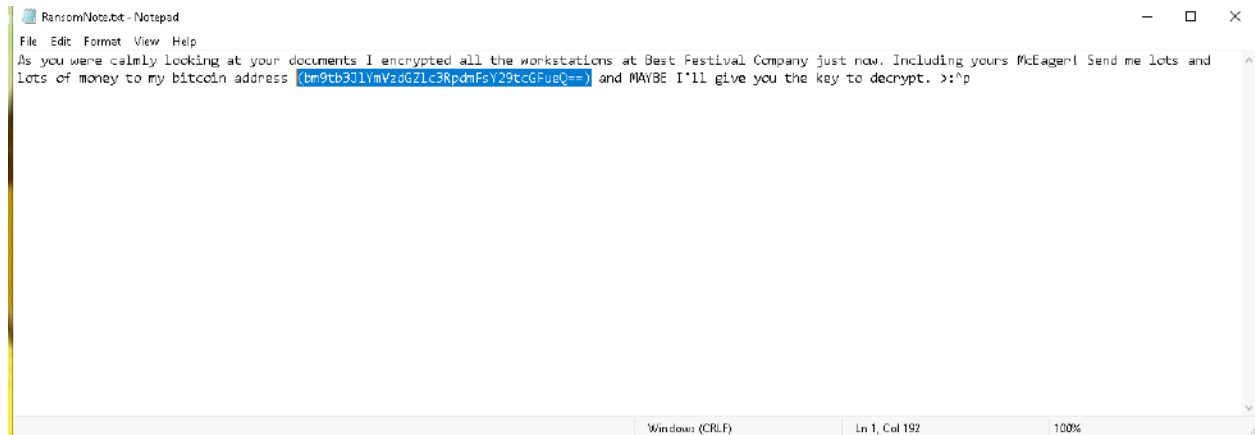 RansomNote.txt - Notepad
File Edit Format View Help
As you were calmly looking at your documents I encrypted all the workstations at Best Festival Company just now. Including yours McEager! Send me lots and
lots of money to my bitcoin address (bm9tb3JlYmVzdGZlc3RpdmFsY29tcGFueQ==) and MAYBE I'll give you the key to decrypt. >:^p
Windows (CRLF) Ln 1, Col 192 100%